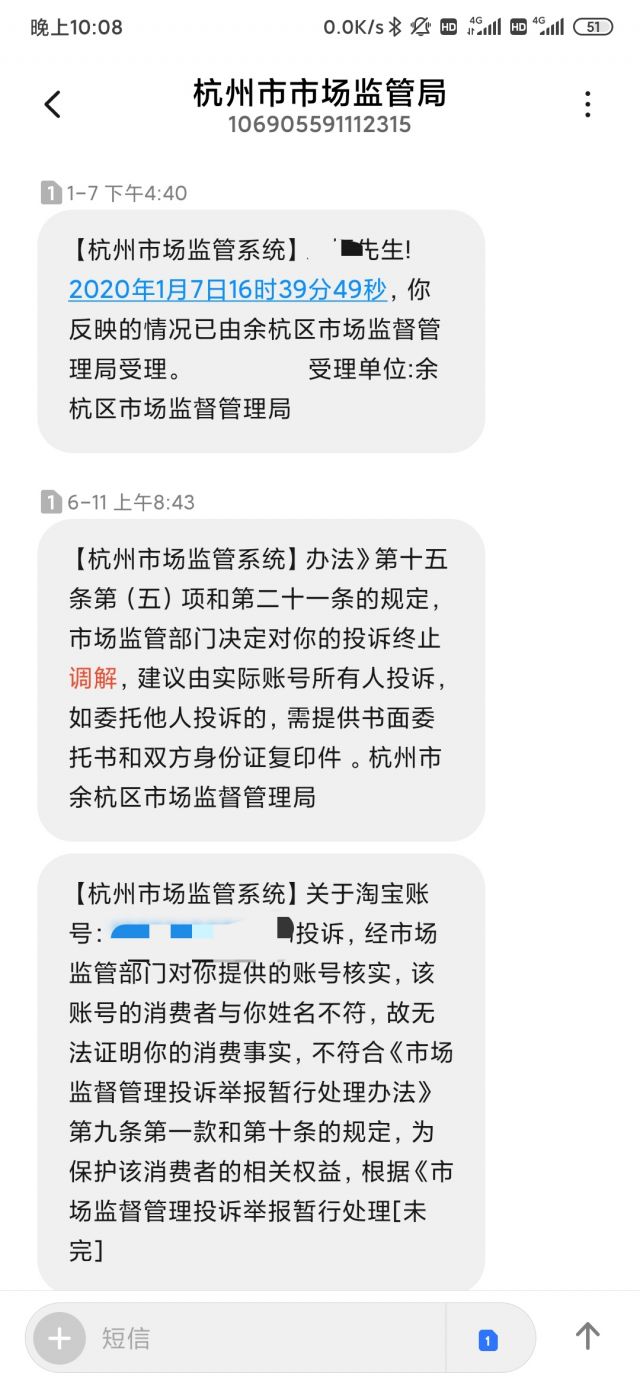 晚上10:08
0.0K/s
HD
4G
HD
4G
51
杭州市市场监管局
106905591112315
1
1-7 下午4:40
【杭州市场监管系统】
先生!
2020年1月7日16时39分49秒，你
反映的情况已由余杭区市场监督管
理局受理。 受理单位:余
杭区市场监督管理局
1
6-11 上午8:43
【杭州市场监管系统】办法》第十五
条第（五）项和第二十一条的规定，
市场监管部门决定对你的投诉终止
调解，建议由实际账号所有人投诉，
如委托他人投诉的，需提供书面委
托书和双方身份证复印件 。杭州市
余杭区市场监督管理局
【杭州市场监管系统】关于淘宝账
号：
投诉，经市场
监管部门对你提供的账号核实，该
账号的消费者与你姓名不符，故无
法证明你的消费事实，不符合《市场
监督管理投诉举报暂行处理办法》
第九条第一款和第十条的规定，为
保护该消费者的相关权益，根据《市
场监督管理投诉举报暂行处理[未
完]
短信
1